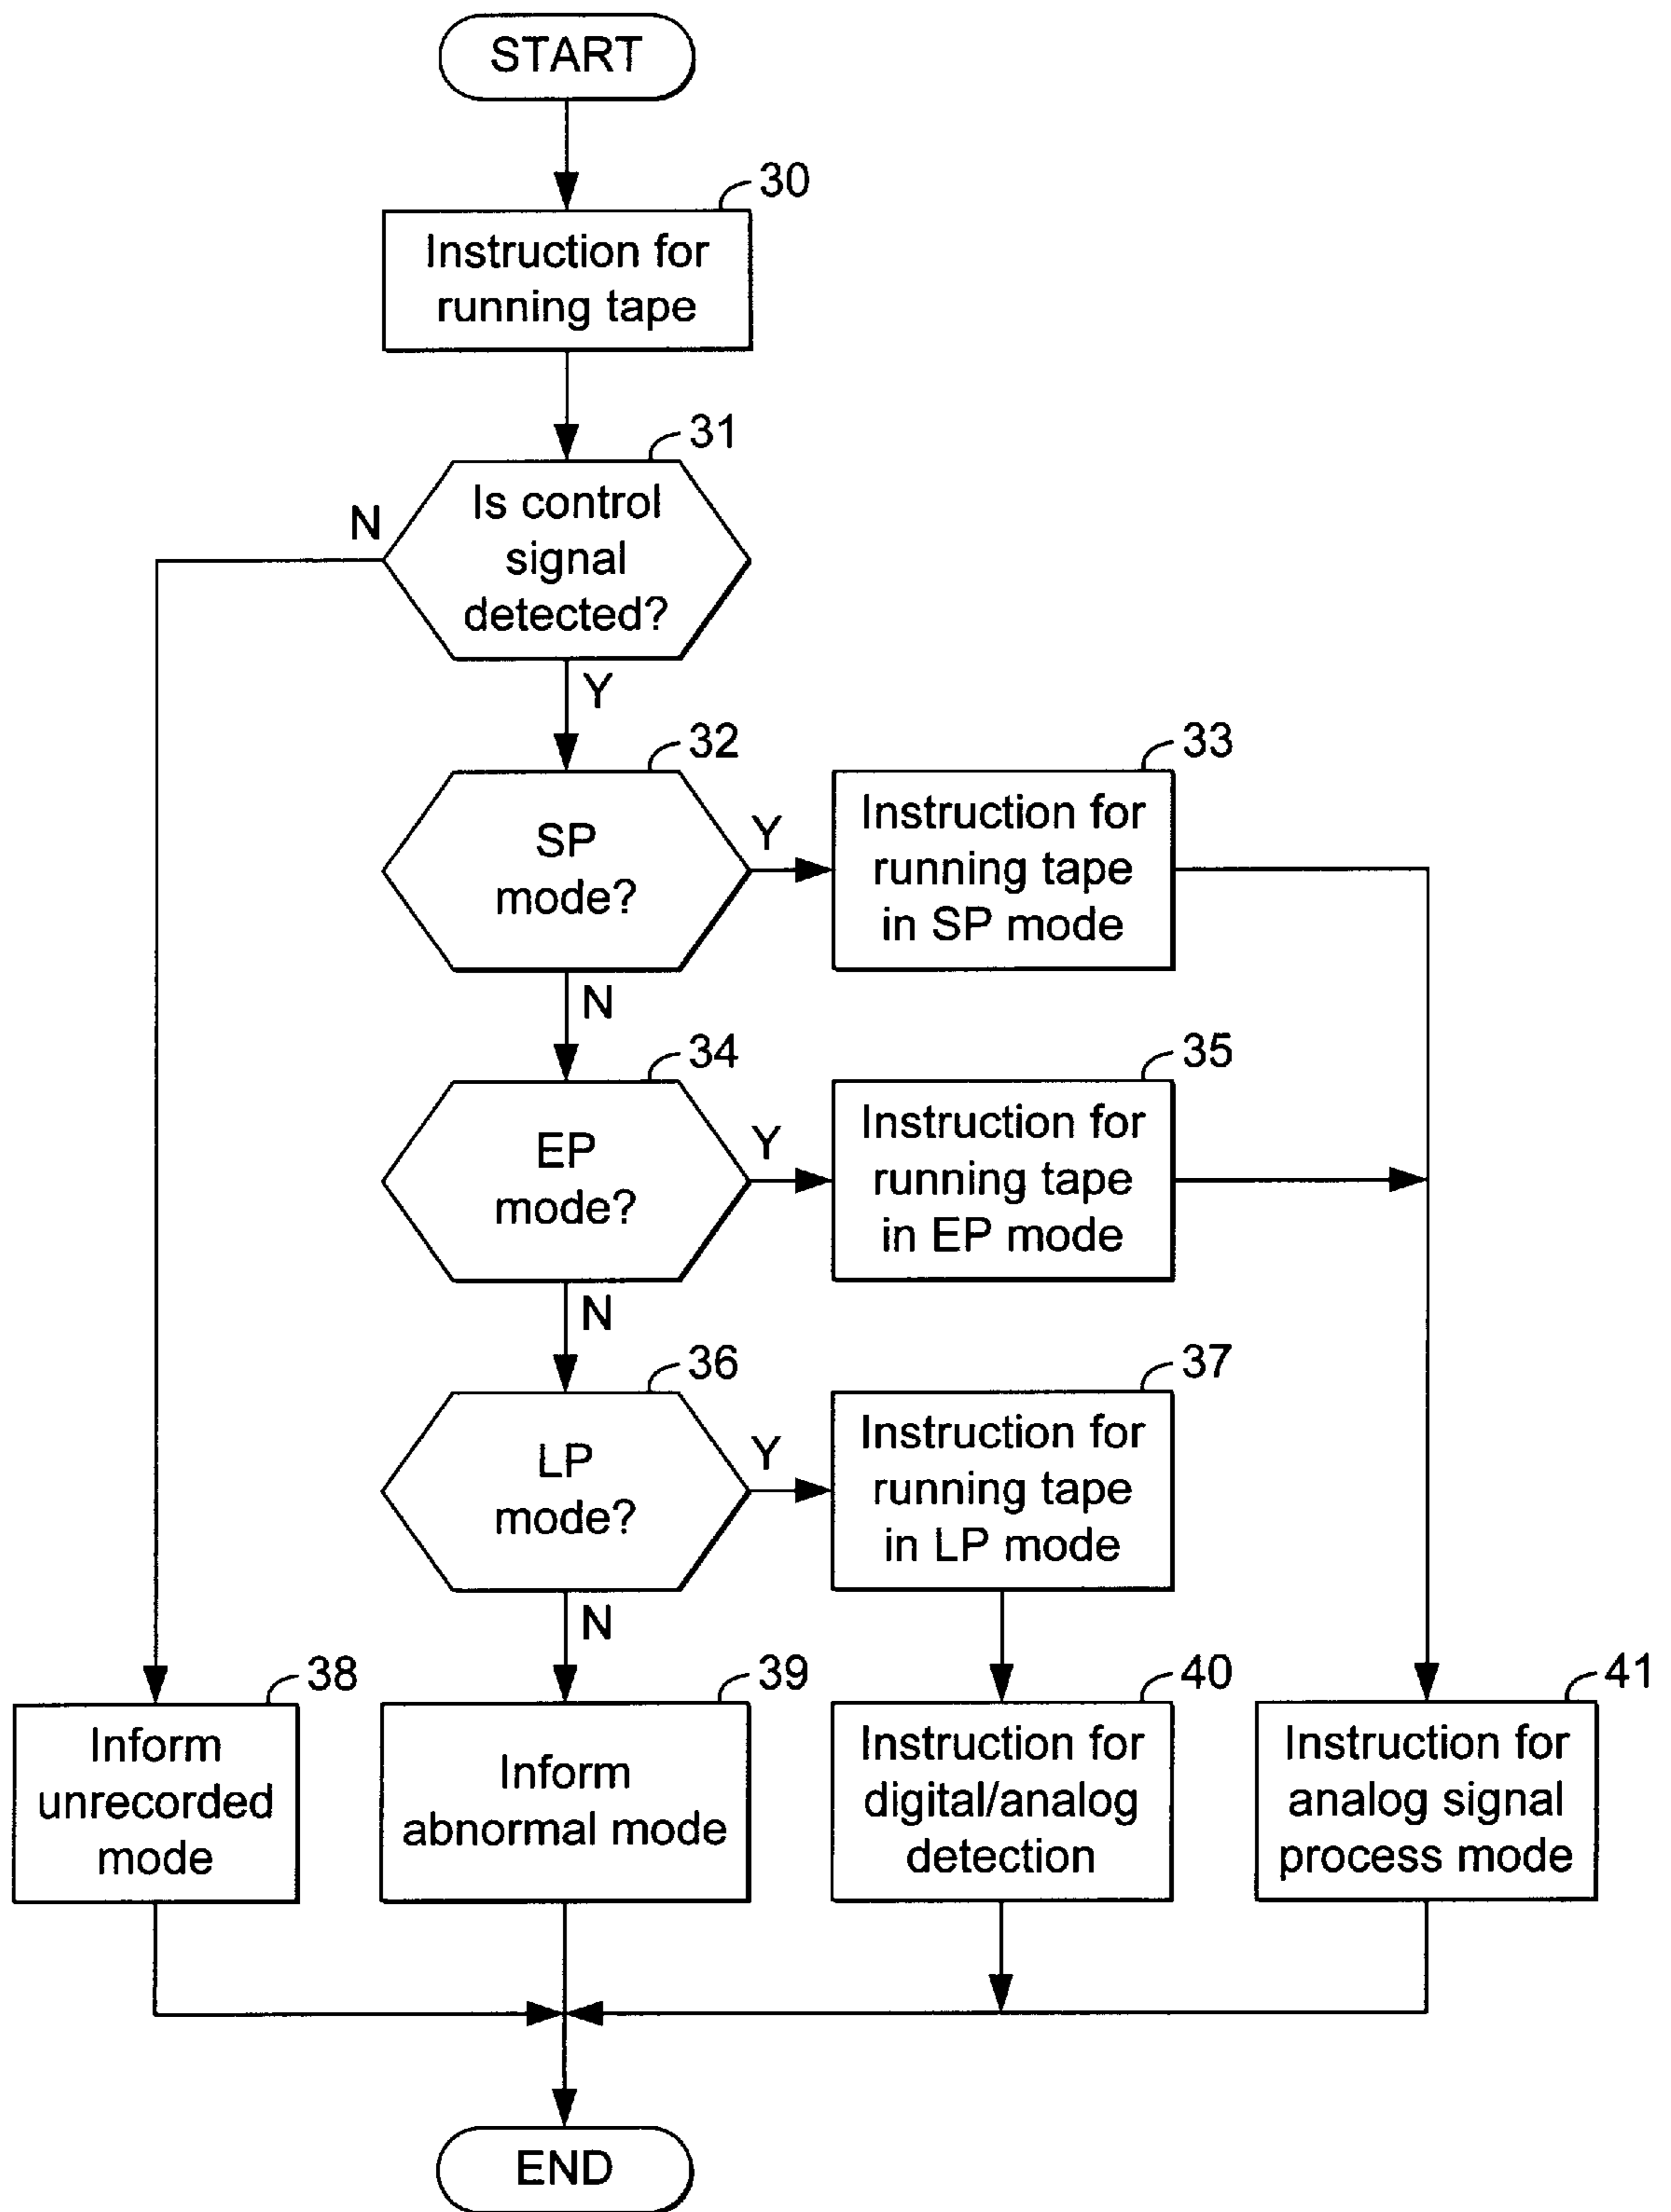 START
30
Instruction for
running tape
31
Is control
signal
detected?
N
Y
32
SP
mode?
Y
33
Instruction for
running tape
in SP mode
N
34
EP
mode?
Y
35
Instruction for
running tape
in EP mode
N
36
LP
mode?
Y
37
Instruction for
running tape
in LP mode
N
38
Inform
unrecorded
mode
39
Inform
abnormal mode
40
Instruction for
digital/analog
detection
41
Instruction for
analog signal
process mode
END